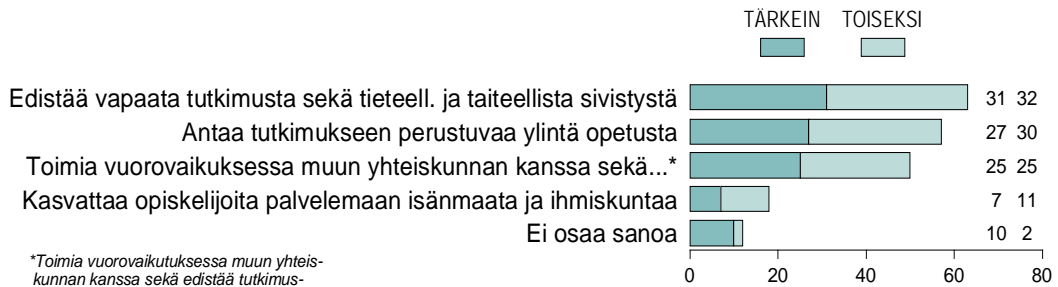 TÄRKEIN TOISEKSI
Edistää vapaata tutkimusta sekä tieteell. ja taiteellista sivistystä 31 32
Antaa tutkimukseen perustuvaa ylintä opetusta 27 30
Toimia vuorovaikuksessa muun yhteiskunnan kanssa sekä...* 25 25
Kasvattaa opiskelijoita palvelemaan isänmaata ja ihmiskuntaa 7 11
Ei osaa sanoa 10 2
0 20 40 60 80
*Toimia vuorovaikutuksessa muun yhteis-
kunnan kanssa sekä edistää tutkimus-